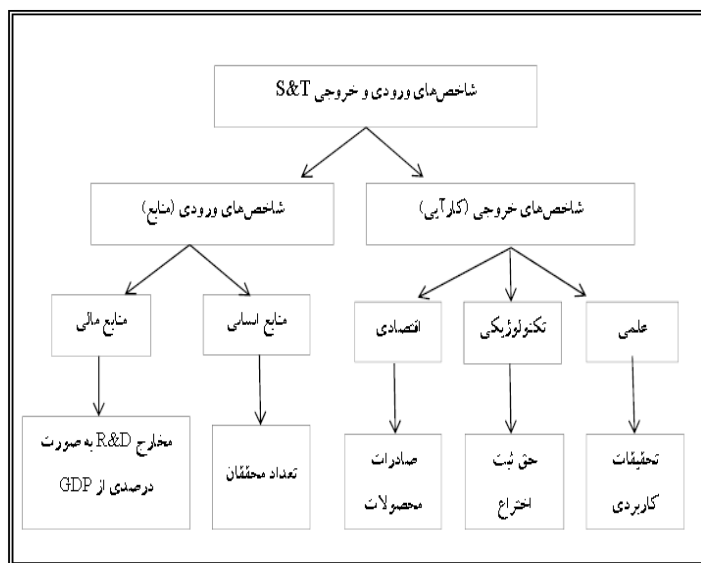 شاخص‌های ورودی و خروجی S&T
شاخص‌های خروجی (کارآیی)
شاخص‌های ورودی (منابع)
علمی
تکنولوژیکی
اقتصادی
منابع انسانی
منابع مالی
تحقیقات
کاربردی
حق ثبت
اختراع
صادرات
محصولات
تعداد محققان
مخارج R&D به صورت
درصدی از GDP